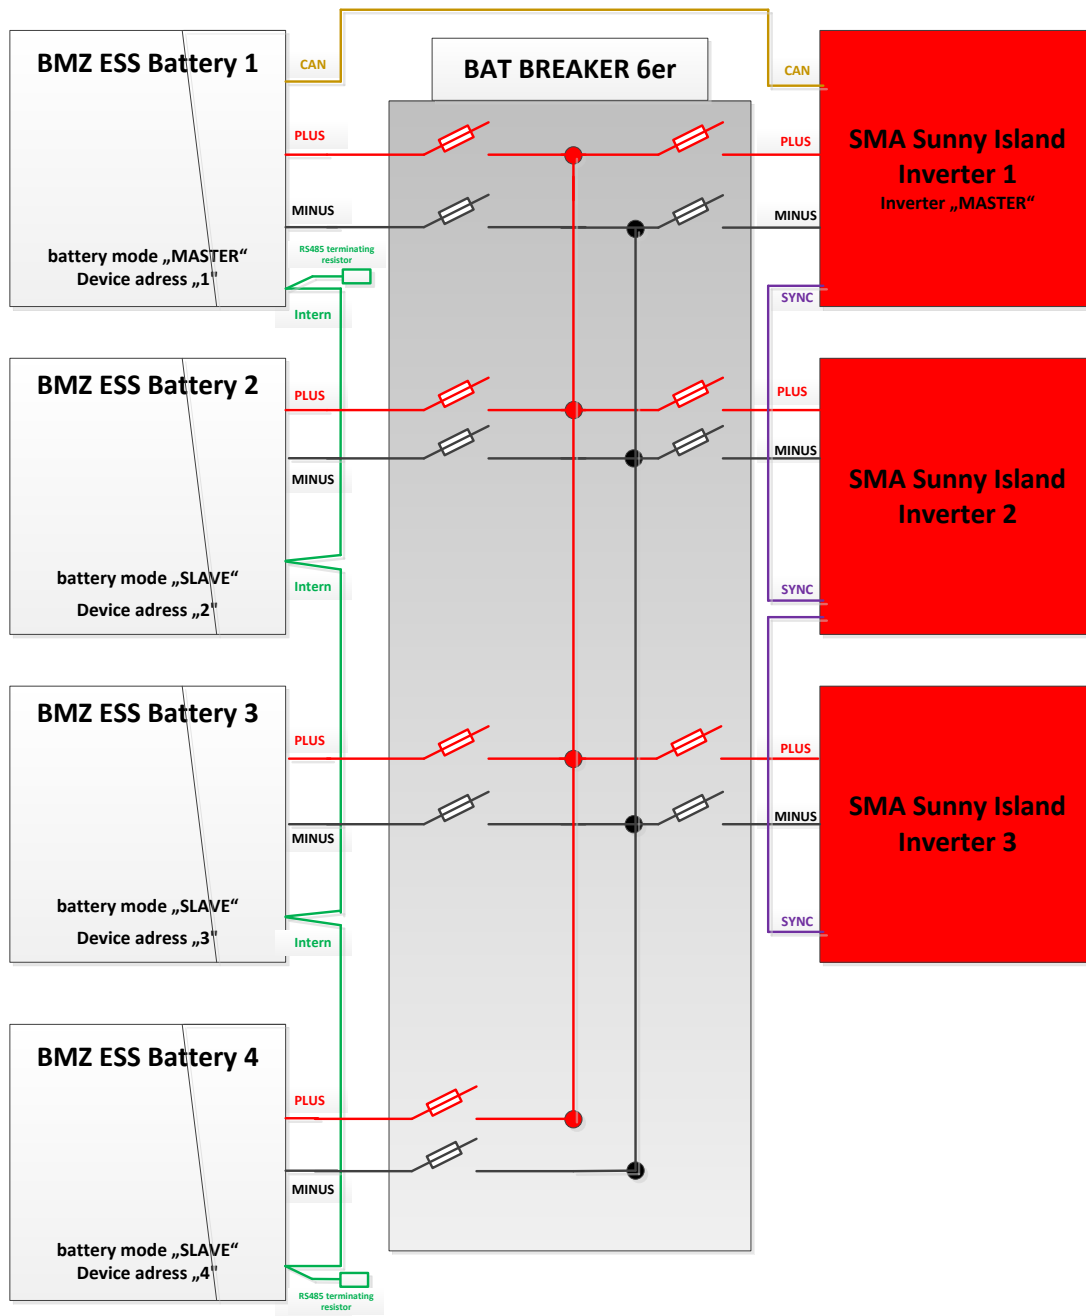 BMZ ESS Battery 1
CAN
BAT BREAKER 6er
CAN
PLUS
PLUS
SMA Sunny Island
Inverter 1
Inverter „MASTER“
MINUS
MINUS
battery mode „MASTER“
Device adress „1"
RS485 terminating
resistor
Intern
SYNC
BMZ ESS Battery 2
PLUS
PLUS
MINUS
MINUS
SMA Sunny Island
Inverter 2
battery mode „SLAVE“
Device adress „2"
Intern
SYNC
BMZ ESS Battery 3
PLUS
PLUS
MINUS
MINUS
SMA Sunny Island
Inverter 3
battery mode „SLAVE“
Device adress „3"
Intern
SYNC
BMZ ESS Battery 4
PLUS
MINUS
battery mode „SLAVE“
Device adress „4"
RS485 terminating
resistor